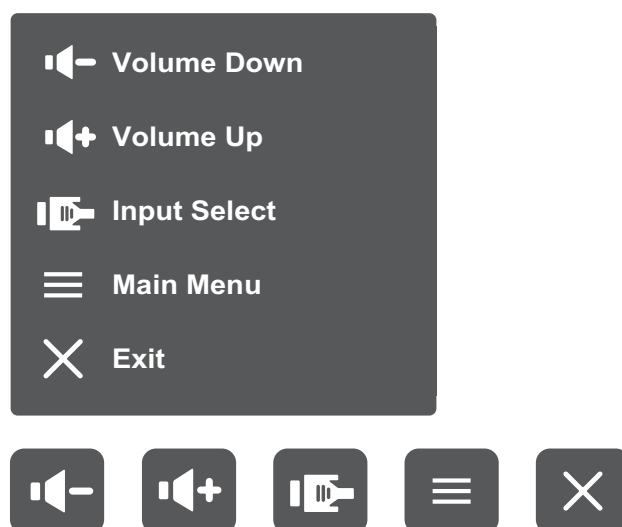 Volume Down
Volume Up
Input Select
Main Menu
Exit